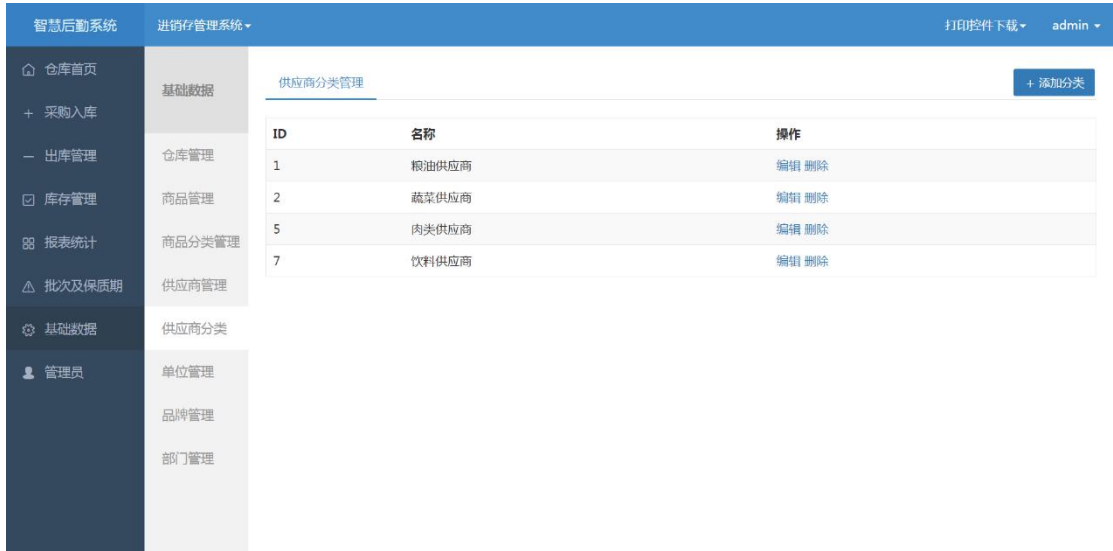 智慧后勤系统 进销存管理系统 打印控件下载 admin
仓库首页
采购入库
出库管理
库存管理
报表统计
批次及保质期
基础数据
管理员
基础数据
仓库管理
商品管理
商品分类管理
供应商管理
供应商分类
单位管理
品牌管理
部门管理
供应商分类管理 + 添加分类
ID 名称 操作
1 粮油供应商 编辑 删除
2 蔬菜供应商 编辑 删除
5 肉类供应商 编辑 删除
7 饮料供应商 编辑 删除